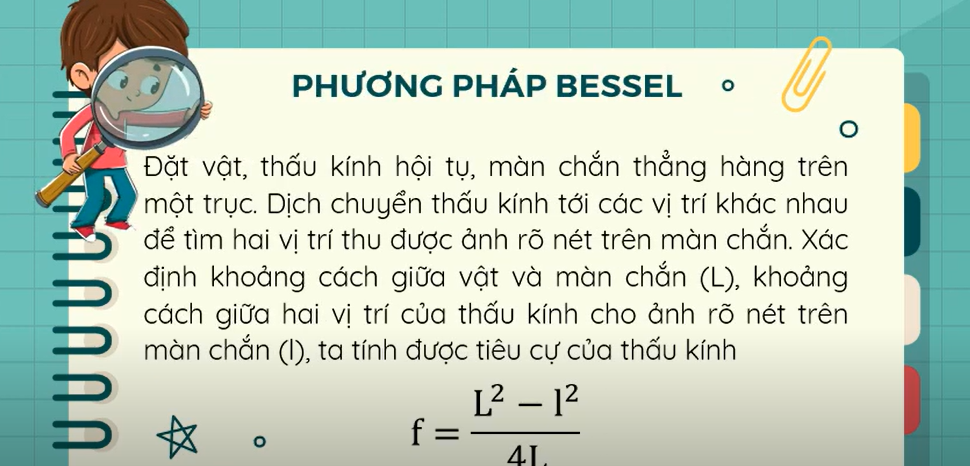 PHƯƠNG PHÁP BESSEL
Đặt vật, thấu kính hội tụ, màn chắn thẳng hàng trên
một trục. Dịch chuyển thấu kính tới các vị trí khác nhau
để tìm hai vị trí thu được ảnh rõ nét trên màn chắn. Xác
định khoảng cách giữa vật và màn chắn (L), khoảng
cách giữa hai vị trí của thấu kính cho ảnh rõ nét trên
màn chắn (l), ta tính được tiêu cự của thấu kính
f = (L² − l²) / 4L